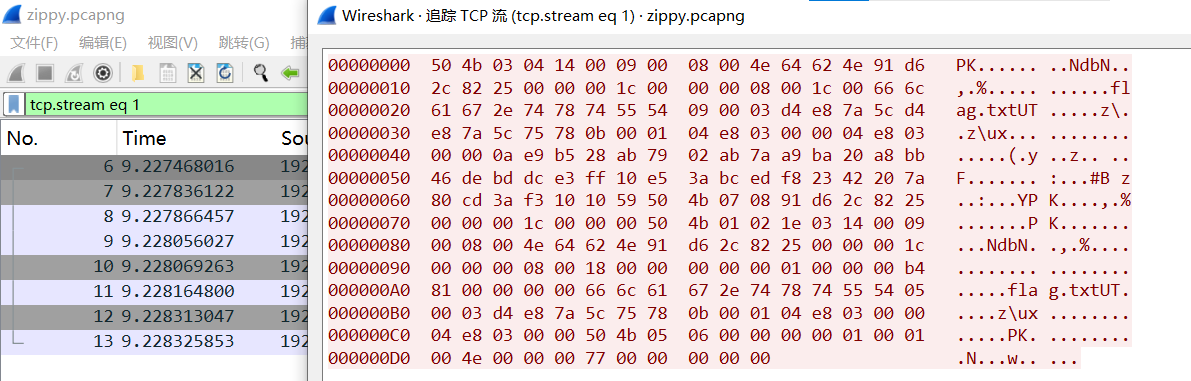 zippy.pcapng
文件(F) 编辑(E) 视图(V) 跳转(G) 捕
tcp.stream eq 1
No. Time Sou
6 9.227468016 192
7 9.227836122 192
8 9.227866457 192
9 9.228056027 192
10 9.228069263 192
11 9.228164800 192
12 9.228313047 192
13 9.228325853 192
Wireshark · 追踪 TCP 流 (tcp.stream eq 1) · zippy.pcapng
00000000 50 4b 03 04 14 00 09 00 08 00 4e 64 62 4e 91 d6 PK...... ..NdbN..
00000010 2c 82 25 00 00 00 1c 00 00 00 08 00 1c 00 66 6c ,.%..... ......fl
00000020 61 67 2e 74 78 74 55 54 09 00 03 d4 e8 7a 5c d4 ag.txtUT .....z\.
00000030 e8 7a 5c 75 78 0b 00 01 04 e8 03 00 00 04 e8 03 .z\ux... ........
00000040 00 00 0a e9 b5 28 ab 79 02 ab 7a a9 ba 20 a8 bb .....(.y ..z.. ..
00000050 46 de bd dc e3 ff 10 e5 3a bc ed f8 23 42 20 7a F....... :...#B z
00000060 80 cd 3a f3 10 10 59 50 4b 07 08 91 d6 2c 82 25 ..:...YP K....,.%
00000070 00 00 00 1c 00 00 00 50 4b 01 02 1e 03 14 00 09 .......P K.......
00000080 00 08 00 4e 64 62 4e 91 d6 2c 82 25 00 00 00 1c ...NdbN. .,.%....
00000090 00 00 00 08 00 18 00 00 00 00 00 01 00 00 00 b4 ........ ........
000000A0 81 00 00 00 00 66 6c 61 67 2e 74 78 74 55 54 05 .....fla g.txtUT.
000000B0 00 03 d4 e8 7a 5c 75 78 0b 00 01 04 e8 03 00 00 ....z\ux ........
000000C0 04 e8 03 00 00 50 4b 05 06 00 00 00 00 01 00 01 .....PK. ........
000000D0 00 4e 00 00 00 77 00 00 00 00 00 .N...w.. ...